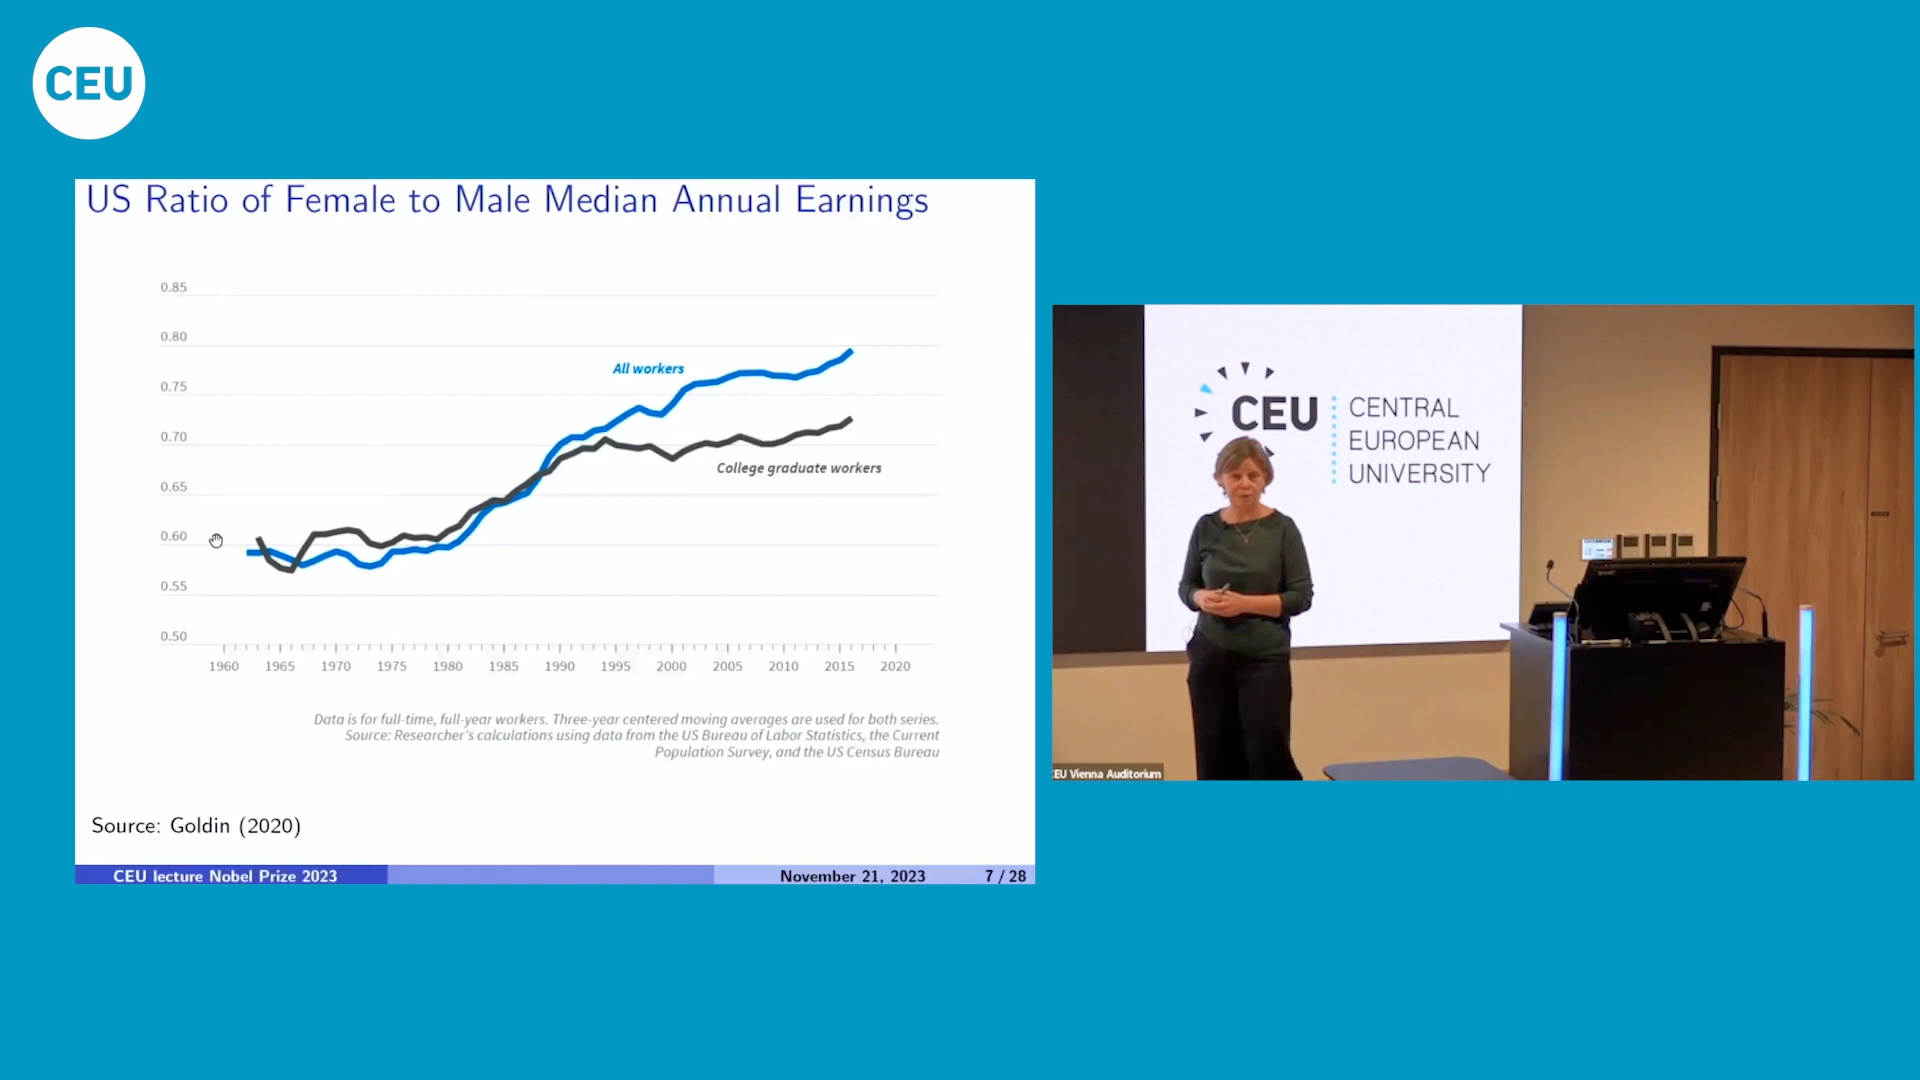 CEU
US Ratio of Female to Male Median Annual Earnings
0.85
0.80
0.75
0.70
0.65
0.60
0.55
0.50
All workers
College graduate workers
1960 1965 1970 1975 1980 1985 1990 1995 2000 2005 2010 2015 2020
Data is for full-time, full-year workers. Three-year centered moving averages are used for both series.
Source: Researcher's calculations using data from the US Bureau of Labor Statistics, the Current
Population Survey, and the US Census Bureau
Source: Goldin (2020)
CEU lecture Nobel Prize 2023 November 21, 2023 7 / 28
CEU
CENTRAL
EUROPEAN
UNIVERSITY
EU Vienna Auditorium